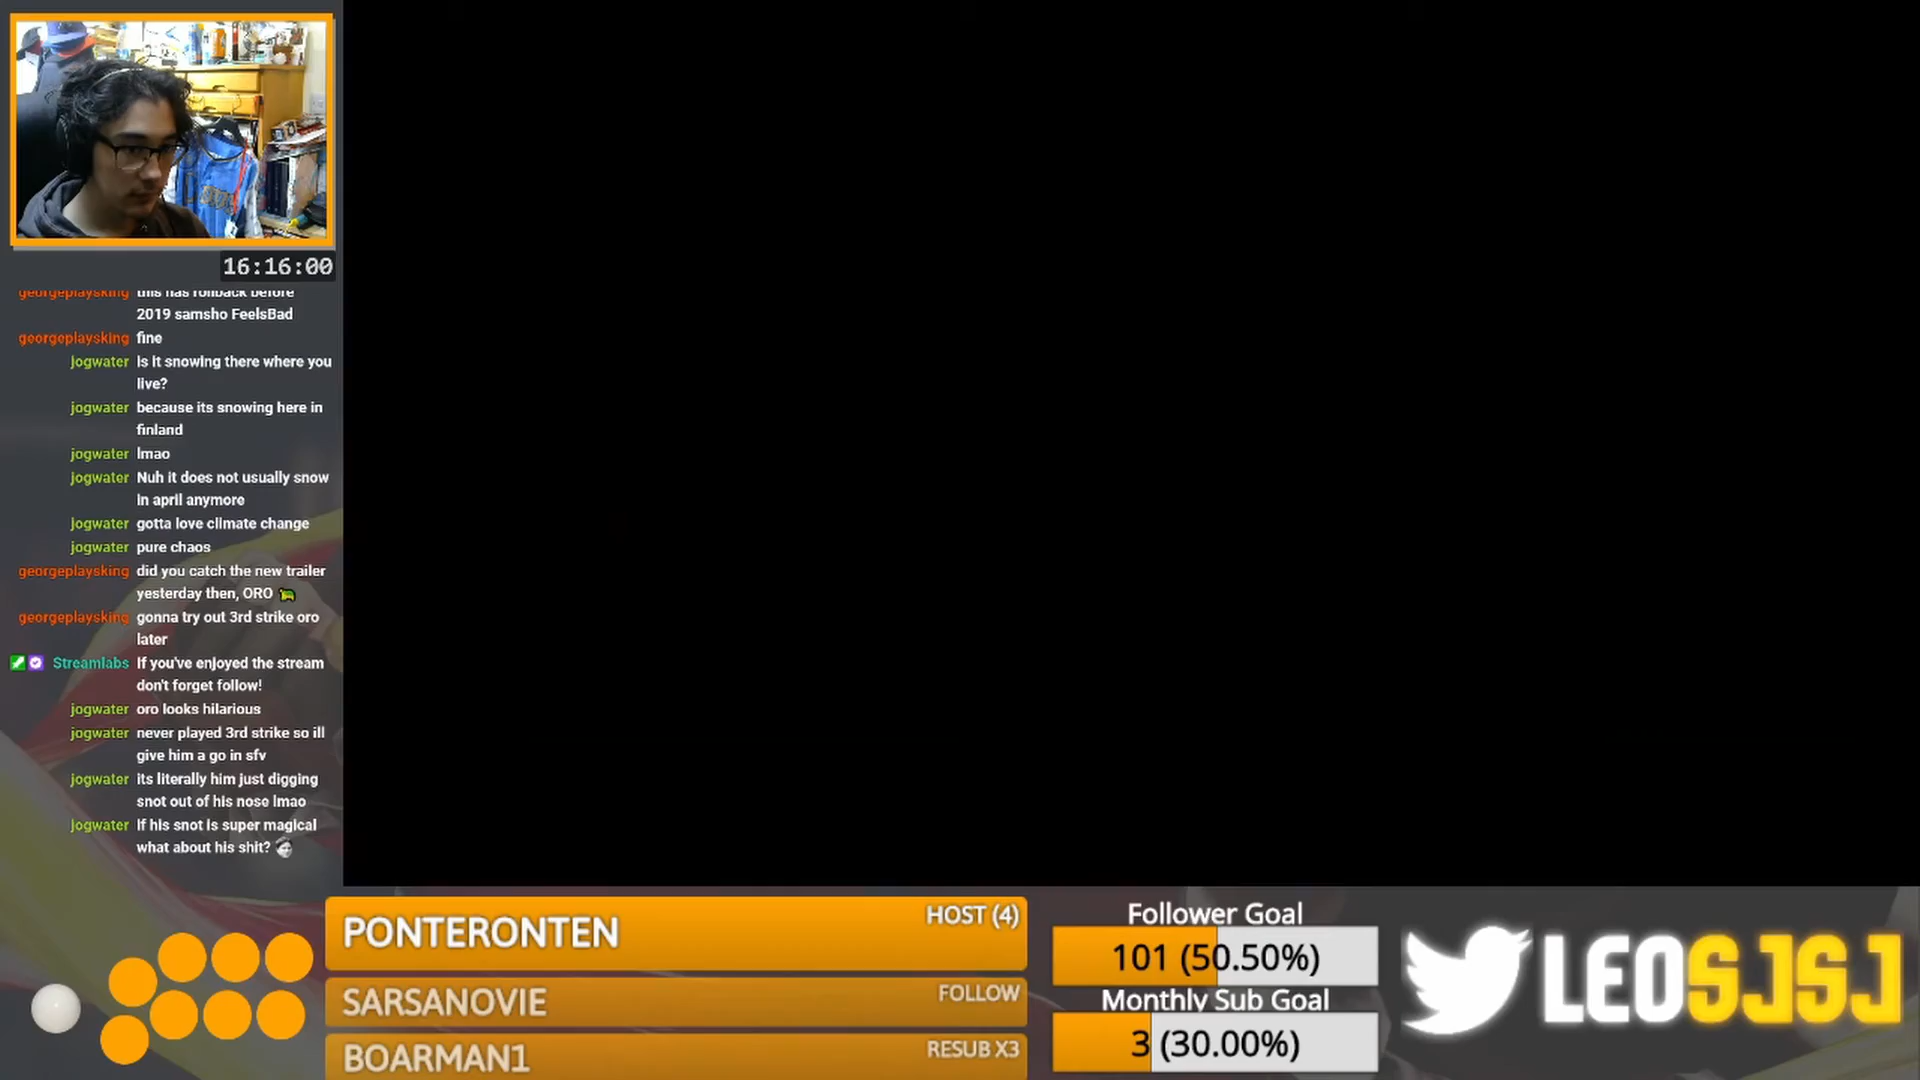 16:16:00
georgeplaysking this has rollback before
2019 samsho FeelsBad
georgeplaysking fine
jogwater is it snowing there where you
live?
jogwater because its snowing here in
finland
jogwater lmao
jogwater Nuh it does not usually snow
in april anymore
jogwater gotta love climate change
jogwater pure chaos
georgeplaysking did you catch the new trailer
yesterday then, ORO
georgeplaysking gonna try out 3rd strike oro
later
Streamlabs If you've enjoyed the stream
don't forget follow!
jogwater oro looks hilarious
jogwater never played 3rd strike so ill
give him a go in sfv
jogwater its literally him just digging
snot out of his nose lmao
jogwater If his snot is super magical
what about his shit?
PONTERONTEN HOST (4)
SARSANOVIE FOLLOW
BOARMAN1 RESUB X3
Follower Goal
101 (50.50%)
Monthly Sub Goal
3 (30.00%)
LEOSJSJ